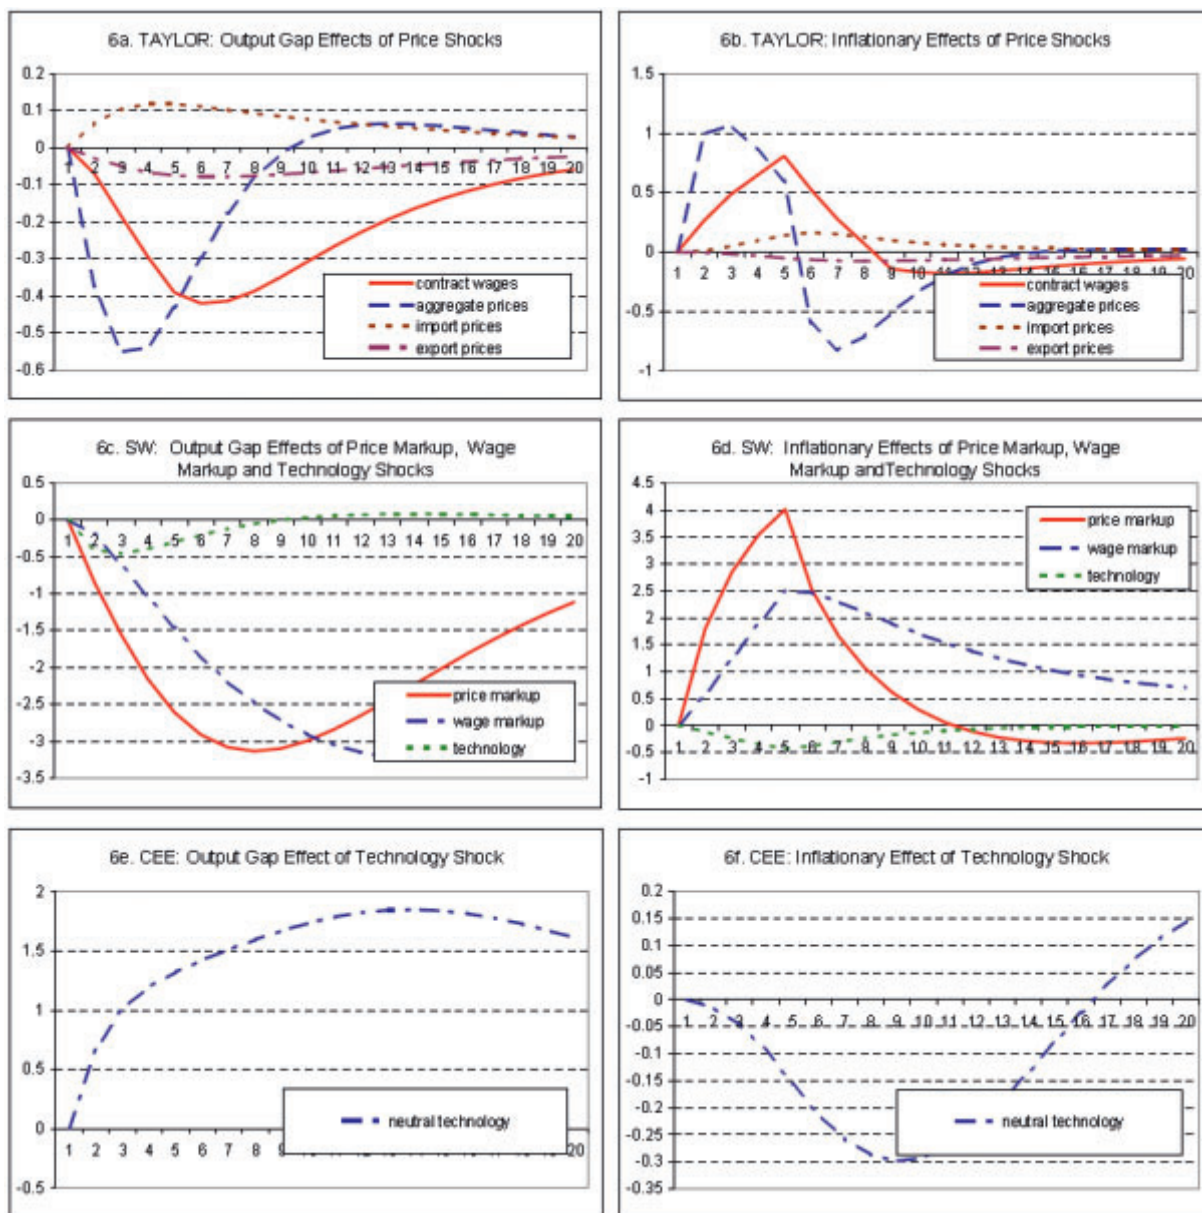 6a. TAYLOR: Output Gap Effects of Price Shocks
0.2
0.1
0
-0.1
-0.2
-0.3
-0.4
-0.5
-0.6
1 2 3 4 5 6 7 8 9 10 11 12 13 14 15 16 17 18 19 20
contract wages
aggregate prices
import prices
export prices
6b. TAYLOR: Inflationary Effects of Price Shocks
1.5
1
0.5
0
-0.5
-1
1 2 3 4 5 6 7 8 9 10 11 12 13 14 15 16 17 18 19 20
contract wages
aggregate prices
import prices
export prices
6c. SW: Output Gap Effects of Price Markup, Wage
Markup and Technology Shocks
0.5
0
-0.5
-1
-1.5
-2
-2.5
-3
-3.5
1 2 3 4 5 6 7 8 9 10 11 12 13 14 15 16 17 18 19 20
price markup
wage markup
technology
6d. SW: Inflationary Effects of Price Markup, Wage
Markup andTechnology Shocks
4.5
4
3.5
3
2.5
2
1.5
1
0.5
0
-0.5
-1
1 2 3 4 5 6 7 8 9 10 11 12 13 14 15 16 17 18 19 20
price markup
wage markup
technology
6e. CEE: Output Gap Effect of Technology Shock
2
1.5
1
0.5
0
-0.5
1 2 3 4 5 6 7 8 20
neutral technology
6f. CEE: Inflationary Effect of Technology Shock
0.2
0.15
0.1
0.05
0
-0.05
-0.1
-0.15
-0.2
-0.25
-0.3
-0.35
1 2 3 4 5 6 7 8 9 10 11 12 13 14 15 16 17 18 19 20
neutral technology